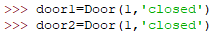 >>> door1=Door(1,'closed')
>>> door2=Door(1,'closed')